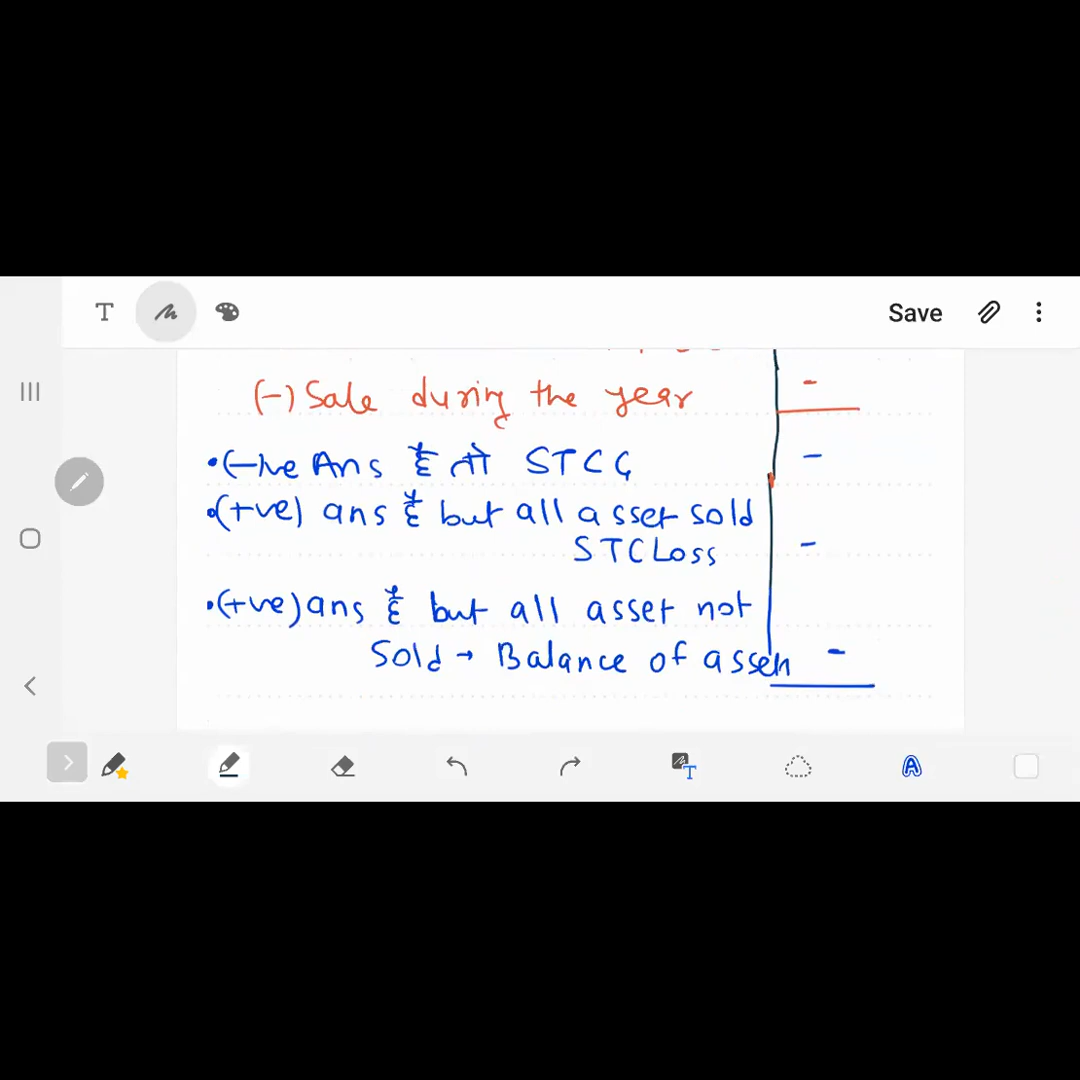 Save
(-) Sale during the year -
•(-)ve Ans है तो STCG -
•(+ve) ans है but all asset sold
STCLoss -
•(+ve) ans है but all asset not
Sold → Balance of asset -